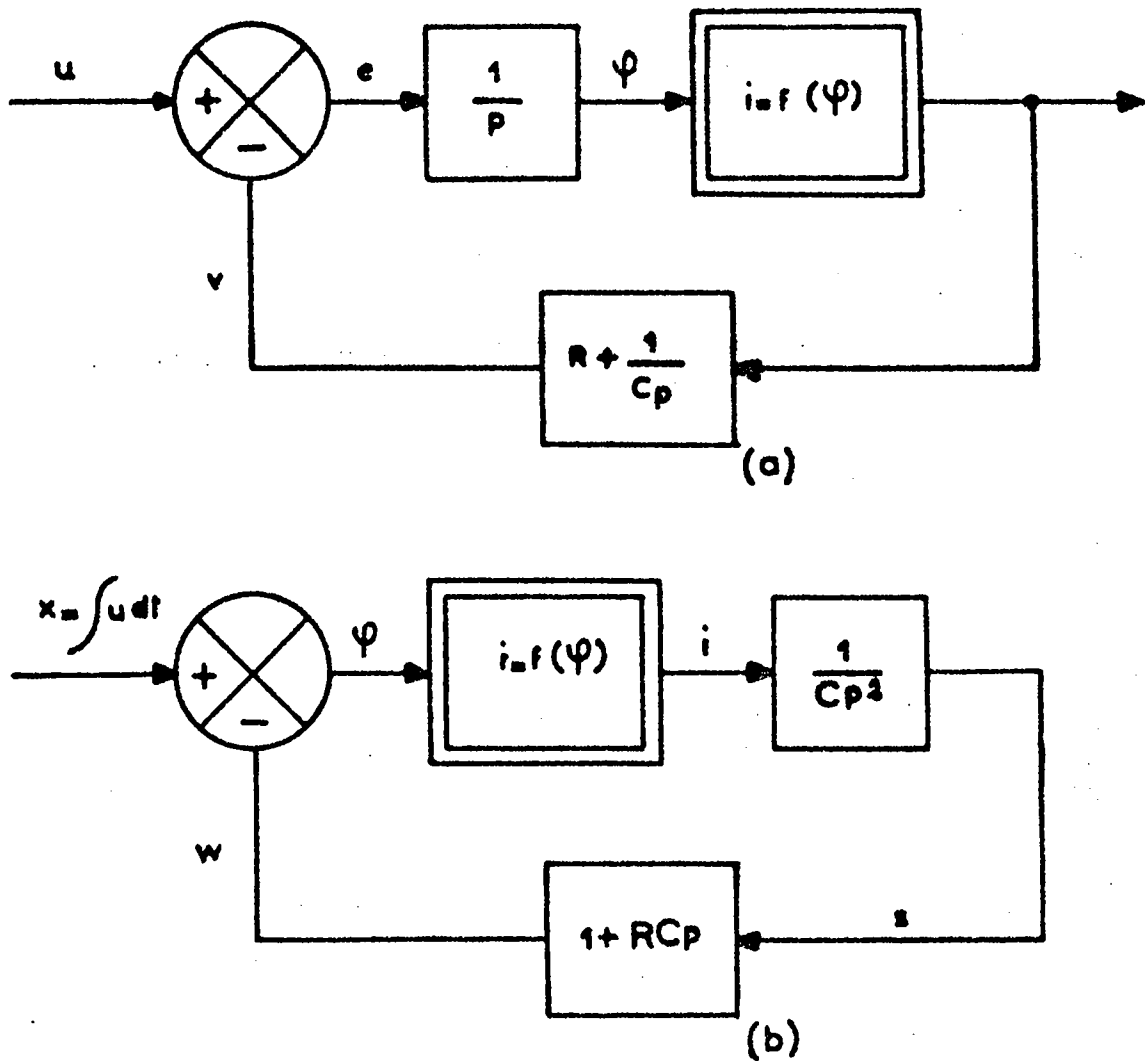 u
+
−
e
1
p
φ
i=f (φ)
v
R + 1
Cp
(a)
x=∫u dt
+
−
φ
i=f(φ)
i
1
Cp²
w
1+ RCp
s
(b)